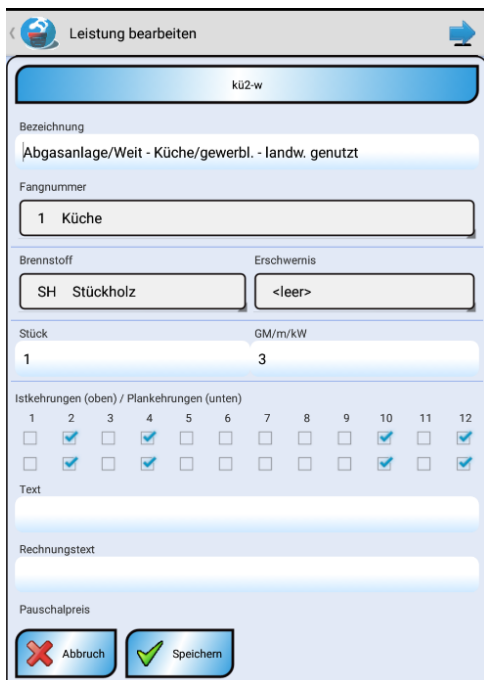 Leistung bearbeiten
kü2-w
Bezeichnung
Abgasanlage/Weit - Küche/gewerbl. - landw. genutzt
Fangnummer
1 Küche
Brennstoff Erschwernis
SH Stückholz <leer>
Stück GM/m/kW
1 3
Istkehrungen (oben) / Plankehrungen (unten)
1 2 3 4 5 6 7 8 9 10 11 12
Text
Rechnungstext
Pauschalpreis
Abbruch Speichern